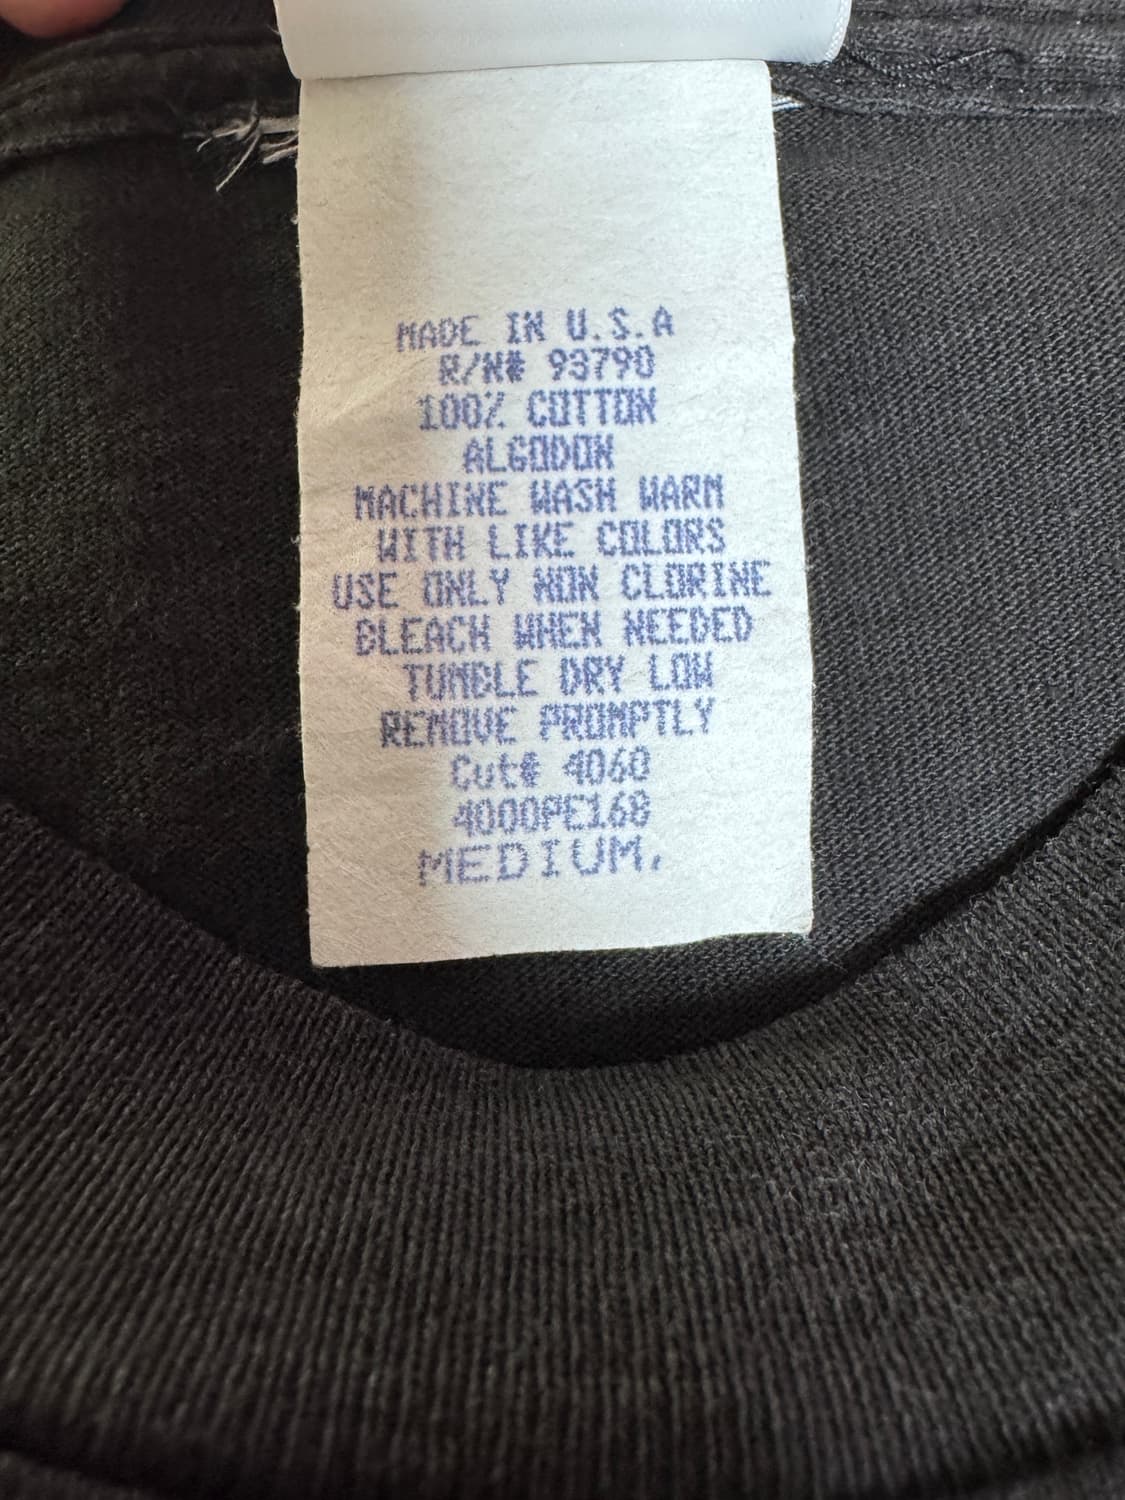 MADE IN U.S.A
R/N# 93790
100% COTTON
ALGODON
MACHINE WASH WARM
WITH LIKE COLORS
USE ONLY NON CLORINE
BLEACH WHEN NEEDED
TUMBLE DRY LOW
REMOVE PROMPTLY
Cut# 4060
4000PE168
MEDIUM.